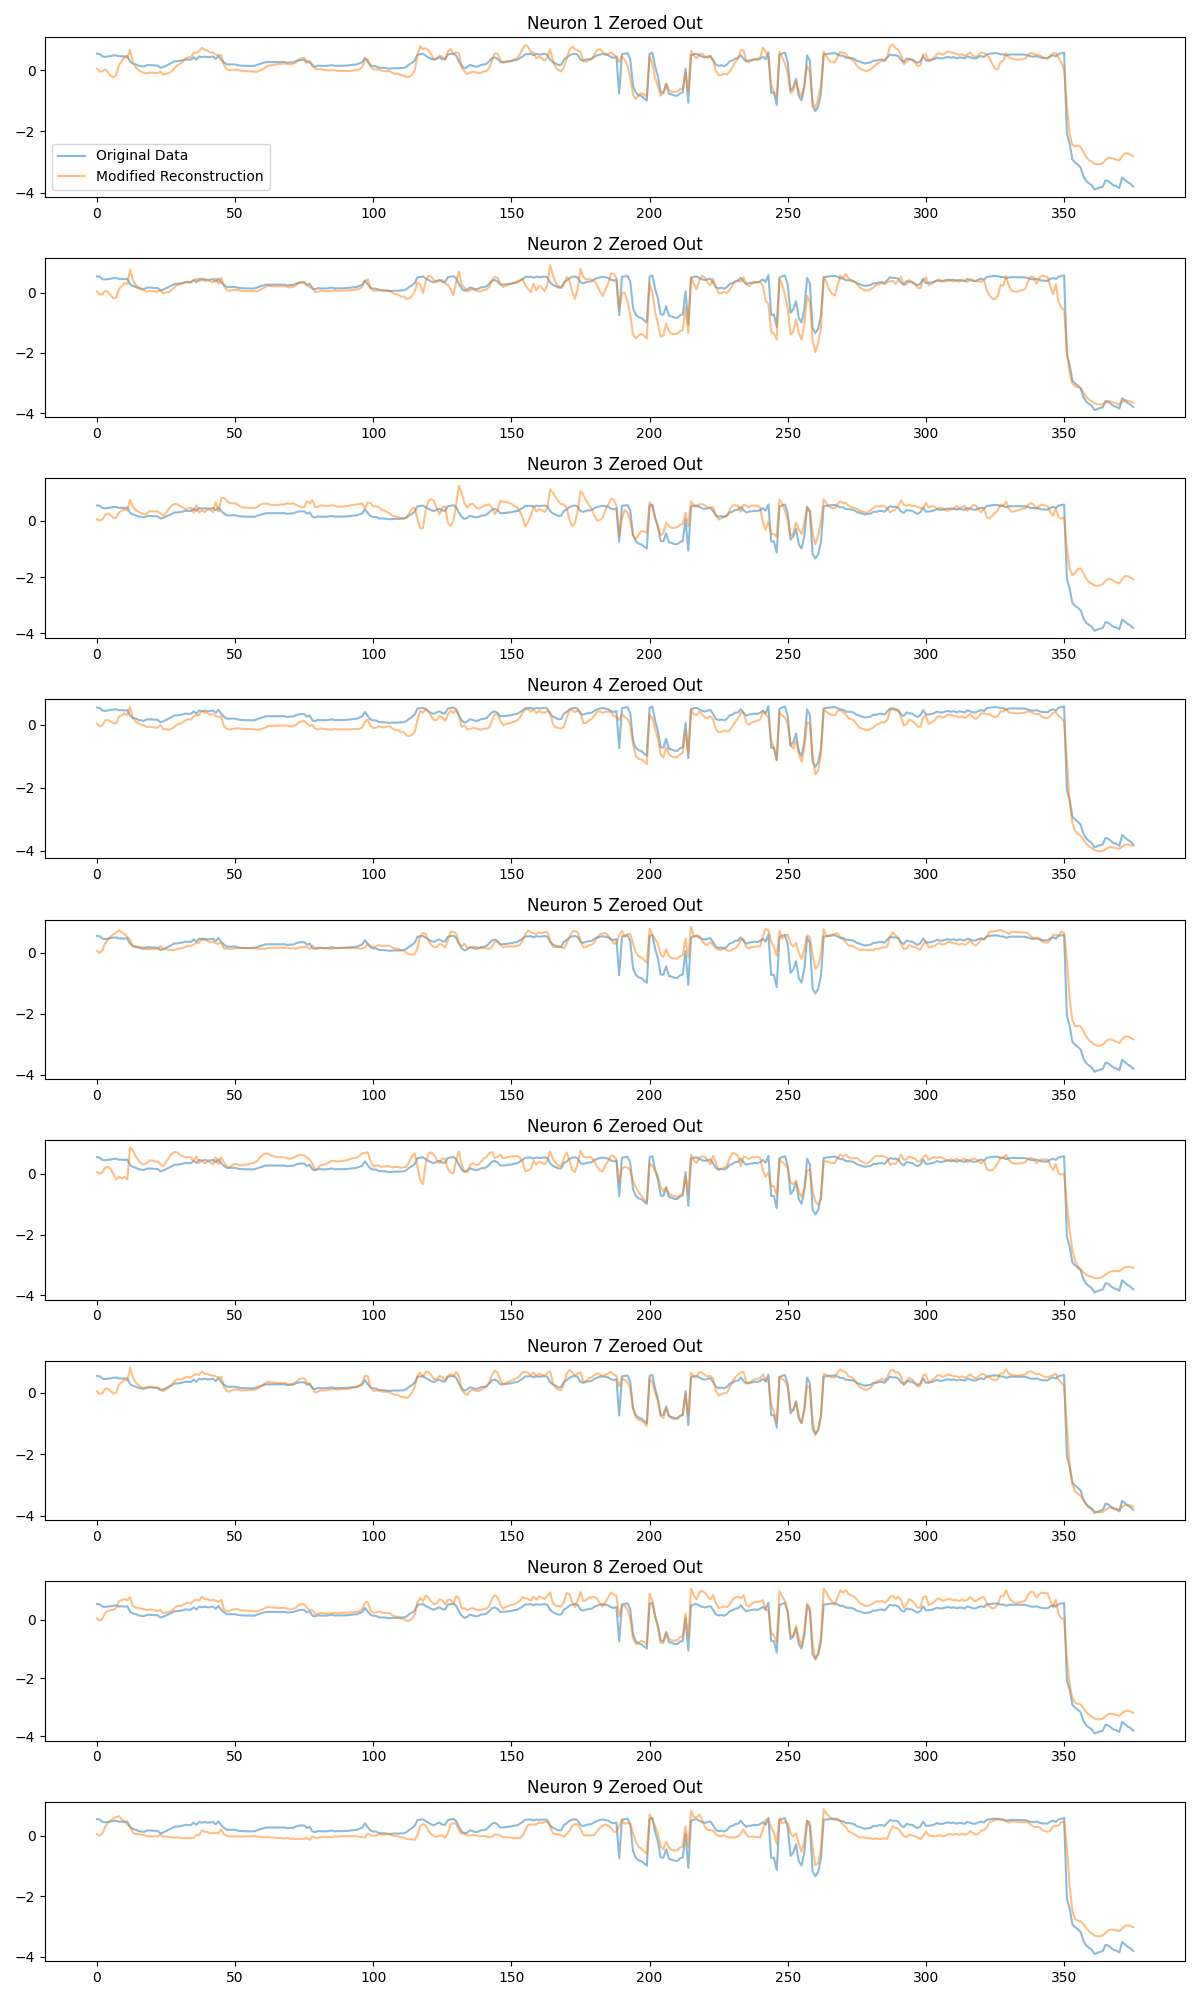 Neuron 1 Zeroed Out
0
−2
−4
Original Data
Modified Reconstruction
0 50 100 150 200 250 300 350
Neuron 2 Zeroed Out
0
−2
−4
0 50 100 150 200 250 300 350
Neuron 3 Zeroed Out
0
−2
−4
0 50 100 150 200 250 300 350
Neuron 4 Zeroed Out
0
−2
−4
0 50 100 150 200 250 300 350
Neuron 5 Zeroed Out
0
−2
−4
0 50 100 150 200 250 300 350
Neuron 6 Zeroed Out
0
−2
−4
0 50 100 150 200 250 300 350
Neuron 7 Zeroed Out
0
−2
−4
0 50 100 150 200 250 300 350
Neuron 8 Zeroed Out
0
−2
−4
0 50 100 150 200 250 300 350
Neuron 9 Zeroed Out
0
−2
−4
0 50 100 150 200 250 300 350